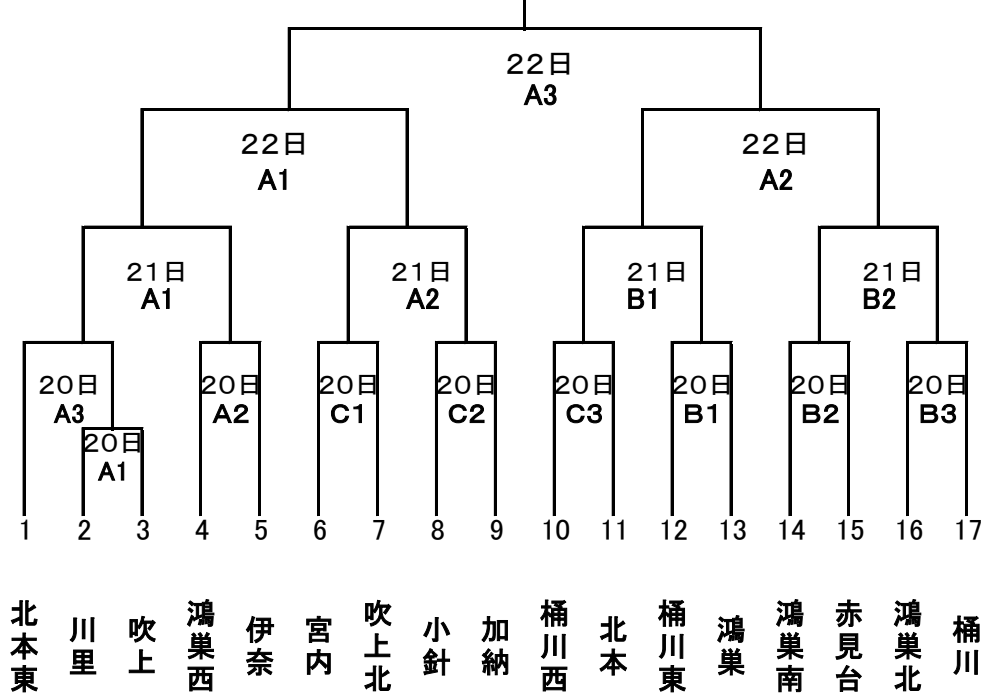 22日
A3
22日
A1
22日
A2
21日
A1
21日
A2
21日
B1
21日
B2
20日
A3
20日
A2
20日
C1
20日
C2
20日
C3
20日
B1
20日
B2
20日
B3
20日
A1
1 2 3 4 5 6 7 8 9 10 11 12 13 14 15 16 17
北本東
川里
吹上
鴻巣西
伊奈
宮内
吹上北
小針
加納
桶川西
北本
桶川東
鴻巣
鴻巣南
赤見台
鴻巣北
桶川